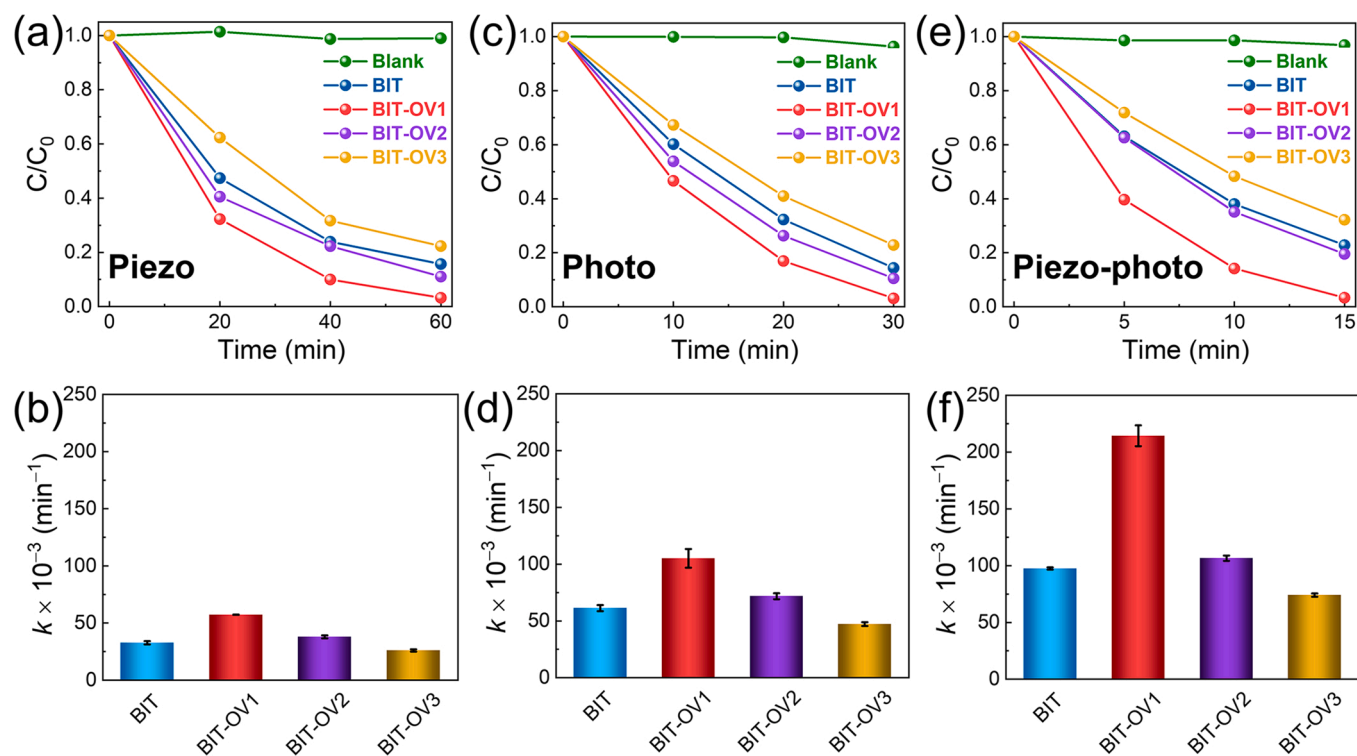 (a)
1.0
0.8
0.6
0.4
0.2
0.0
C/C0
Blank
BIT
BIT-OV1
BIT-OV2
BIT-OV3
Piezo
0
20
40
60
Time (min)
(c)
1.0
0.8
0.6
0.4
0.2
0.0
C/C0
Blank
BIT
BIT-OV1
BIT-OV2
BIT-OV3
Photo
0
10
20
30
Time (min)
(e)
1.0
0.8
0.6
0.4
0.2
0.0
C/C0
Blank
BIT
BIT-OV1
BIT-OV2
BIT-OV3
Piezo-photo
0
5
10
15
Time (min)
(b)
250
200
150
100
50
0
k × 10⁻³ (min⁻¹)
BIT
BIT-OV1
BIT-OV2
BIT-OV3
(d)
250
200
150
100
50
0
k × 10⁻³ (min⁻¹)
BIT
BIT-OV1
BIT-OV2
BIT-OV3
(f)
250
200
150
100
50
0
k × 10⁻³ (min⁻¹)
BIT
BIT-OV1
BIT-OV2
BIT-OV3